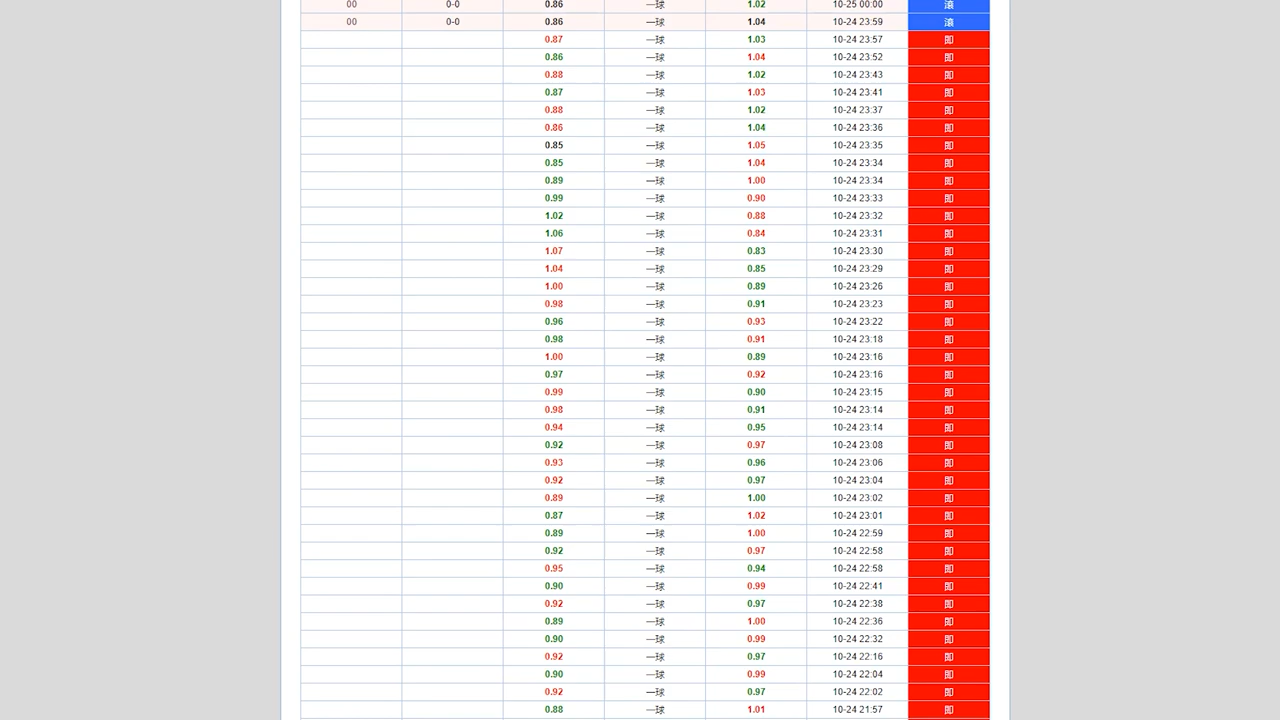 00 0-0 0.86 一球 1.02 10-25 00:00 滚
00 0-0 0.86 一球 1.04 10-24 23:59 滚
0.87 一球 1.03 10-24 23:57 即
0.86 一球 1.04 10-24 23:52 即
0.88 一球 1.02 10-24 23:43 即
0.87 一球 1.03 10-24 23:41 即
0.88 一球 1.02 10-24 23:37 即
0.86 一球 1.04 10-24 23:36 即
0.85 一球 1.05 10-24 23:35 即
0.85 一球 1.04 10-24 23:34 即
0.89 一球 1.00 10-24 23:34 即
0.99 一球 0.90 10-24 23:33 即
1.02 一球 0.88 10-24 23:32 即
1.06 一球 0.84 10-24 23:31 即
1.07 一球 0.83 10-24 23:30 即
1.04 一球 0.85 10-24 23:29 即
1.00 一球 0.89 10-24 23:26 即
0.98 一球 0.91 10-24 23:23 即
0.96 一球 0.93 10-24 23:22 即
0.98 一球 0.91 10-24 23:18 即
1.00 一球 0.89 10-24 23:16 即
0.97 一球 0.92 10-24 23:16 即
0.99 一球 0.90 10-24 23:15 即
0.98 一球 0.91 10-24 23:14 即
0.94 一球 0.95 10-24 23:14 即
0.92 一球 0.97 10-24 23:08 即
0.93 一球 0.96 10-24 23:06 即
0.92 一球 0.97 10-24 23:04 即
0.89 一球 1.00 10-24 23:02 即
0.87 一球 1.02 10-24 23:01 即
0.89 一球 1.00 10-24 22:59 即
0.92 一球 0.97 10-24 22:58 即
0.95 一球 0.94 10-24 22:58 即
0.90 一球 0.99 10-24 22:41 即
0.92 一球 0.97 10-24 22:38 即
0.89 一球 1.00 10-24 22:36 即
0.90 一球 0.99 10-24 22:32 即
0.92 一球 0.97 10-24 22:16 即
0.90 一球 0.99 10-24 22:04 即
0.92 一球 0.97 10-24 22:02 即
0.88 一球 1.01 10-24 21:57 即